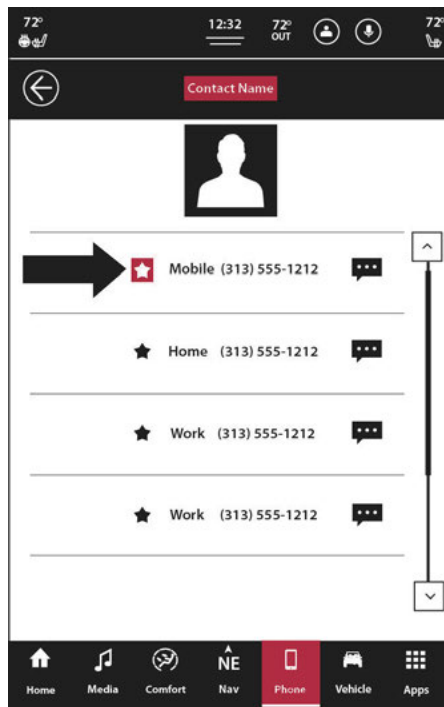 72° 12:32 72° 72°
OUT
Contact Name
Mobile (313) 555-1212
Home (313) 555-1212
Work (313) 555-1212
Work (313) 555-1212
NE
Home Media Comfort Nav Phone Vehicle Apps